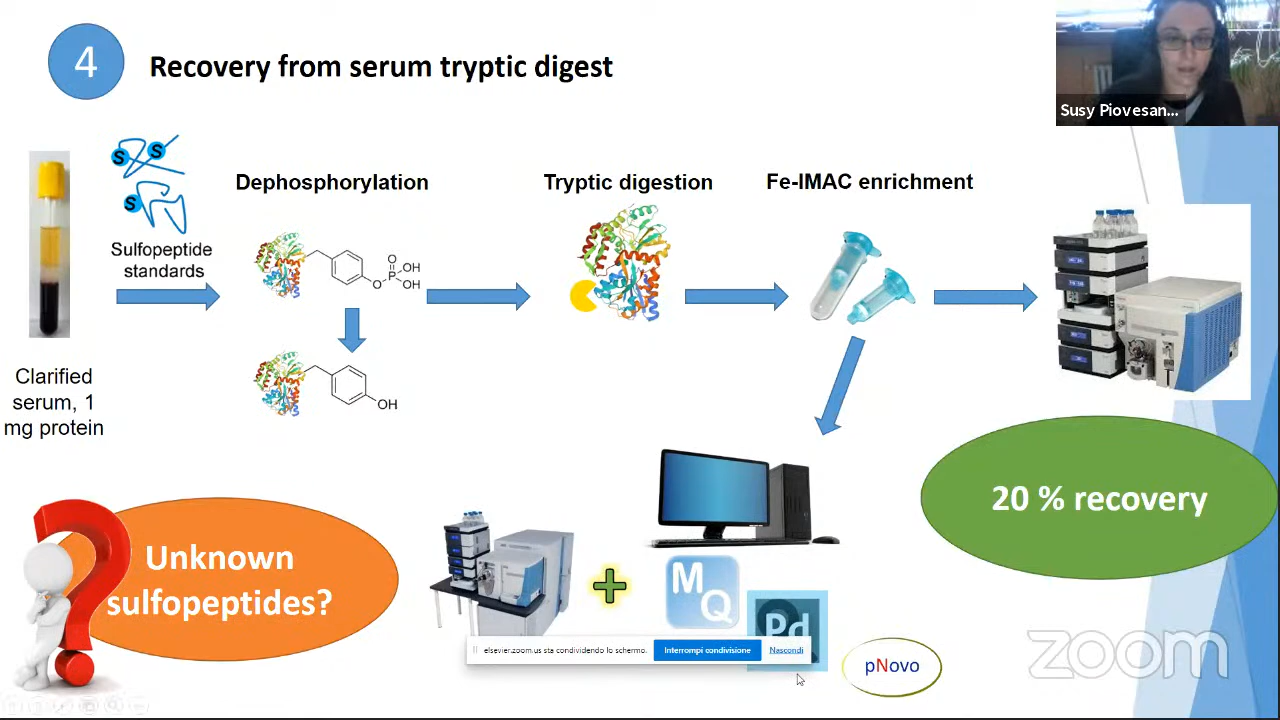 4
Recovery from serum tryptic digest
Susy Piovesan...
S
S
S
Sulfopeptide
standards
Dephosphorylation
Tryptic digestion
Fe-IMAC enrichment
O
P
OH
O
OH
OH
Clarified
serum, 1
mg protein
20 % recovery
Unknown
sulfopeptides?
M
Q
Pd
elsevier.zoom.us sta condividendo lo schermo.
Interrompi condivisione
Nascondi
pNovo
zoom